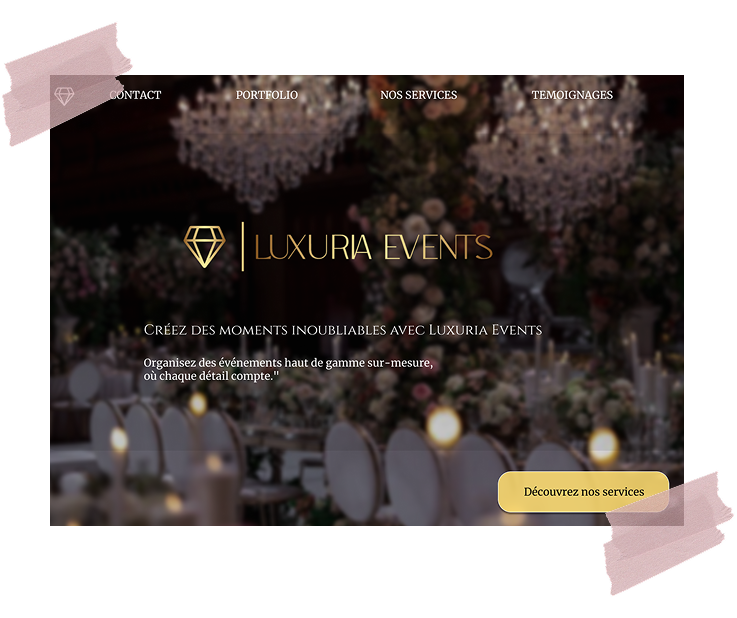 CONTACT
PORTFOLIO
NOS SERVICES
TEMOIGNAGES
LUXURIA EVENTS
Créez des moments inoubliables avec Luxuria Events
Organisez des événements haut de gamme sur-mesure,
où chaque détail compte."
Découvrez nos services